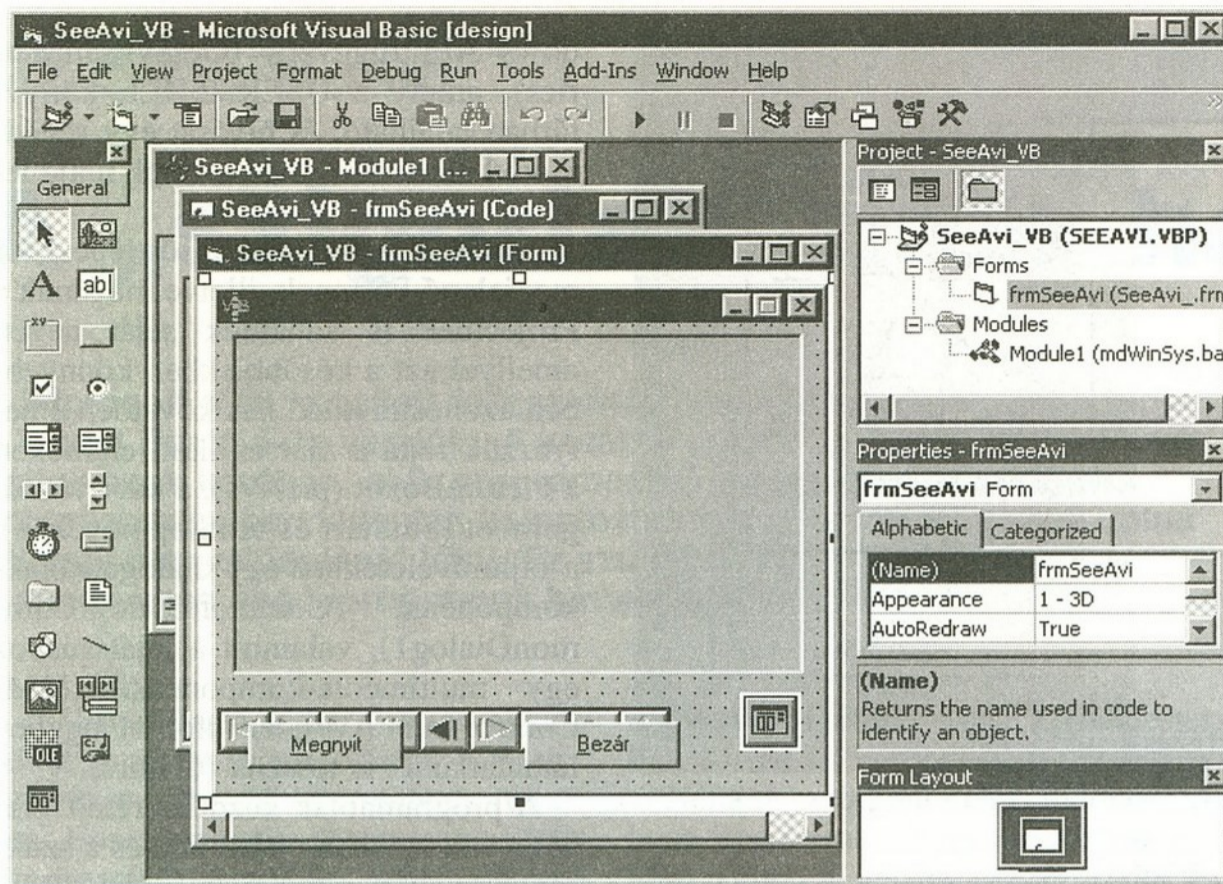 SeeAvi_VB - Microsoft Visual Basic [design]
File Edit View Project Format Debug Run Tools Add-Ins Window Help
General
A
ab|
xy
OLE
SeeAvi_VB - Module1 (...
SeeAvi_VB - frmSeeAvi (Code)
SeeAvi_VB - frmSeeAvi (Form)
Megnyit
Bezár
Project - SeeAvi_VB
SeeAvi_VB (SEEAVI.VBP)
Forms
frmSeeAvi (SeeAvi_.frm
Modules
Module1 (mdWinSys.ba
Properties - frmSeeAvi
frmSeeAvi Form
Alphabetic Categorized
(Name) frmSeeAvi
Appearance 1 - 3D
AutoRedraw True
(Name)
Returns the name used in code to
identify an object.
Form Layout